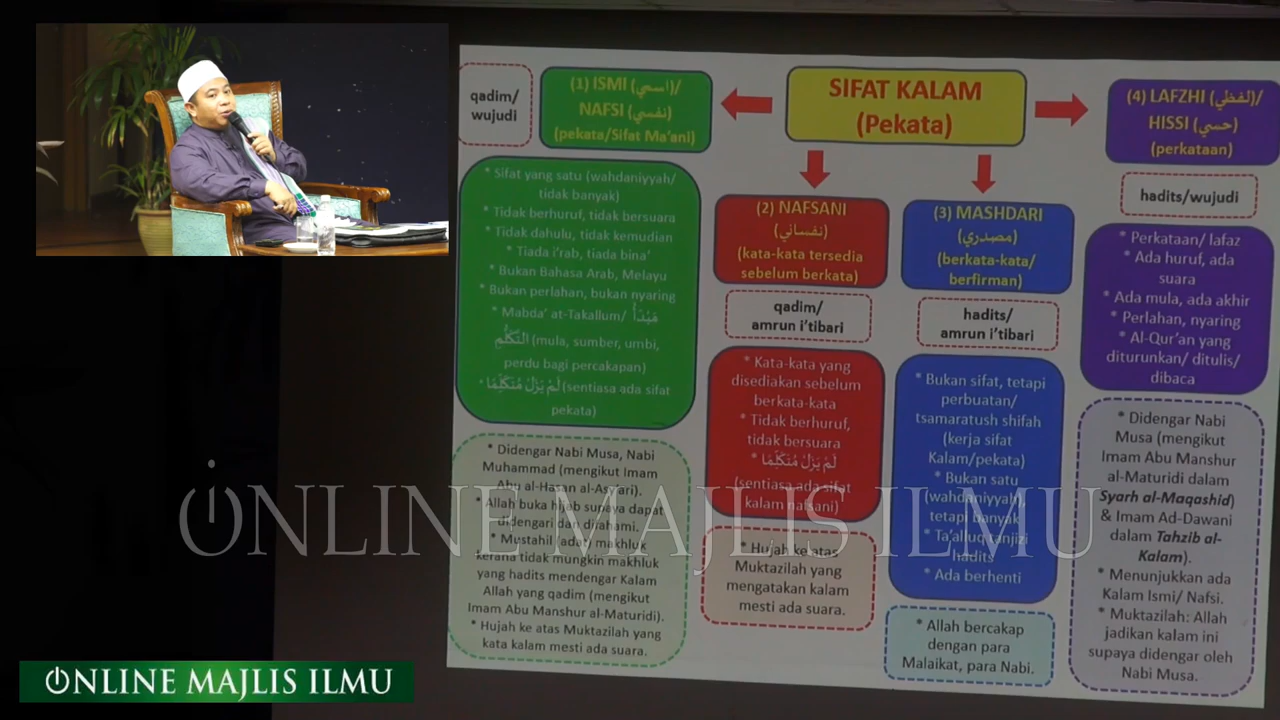 SIFAT KALAM
(Pekata)
qadim/
wujudi
(1) ISMI (اسمي)/
NAFSI (نفسي)
(pekata/Sifat Ma'ani)
* Sifat yang satu (wahdaniyyah/
tidak banyak)
* Tidak berhuruf, tidak bersuara
* Tidak dahulu, tidak kemudian
* Tiada i'rab, tiada bina'
* Bukan Bahasa Arab, Melayu
* Bukan perlahan, bukan nyaring
* Mabda' at-Takallum/ مَبْدَأُ
التَّكَلُّمِ (mula, sumber, umbi,
perdu bagi percakapan)
* لَمْ يَزَلْ مُتَكَلِّمًا (sentiasa ada sifat
pekata)
* Didengar Nabi Musa, Nabi
Muhammad (mengikut Imam
Abu al-Hasan al-Asy'ari).
* Allah buka hijab supaya dapat
didengari dan difahami.
* Mustahil (adat) makhluk
kerana tidak mungkin makhluk
yang hadits mendengar Kalam
Allah yang qadim (mengikut
Imam Abu Manshur al-Maturidi).
* Hujah ke atas Muktazilah yang
kata kalam mesti ada suara.
(2) NAFSANI
(نفساني)
(kata-kata tersedia
sebelum berkata)
qadim/
amrun i'tibari
* Kata-kata yang
disediakan sebelum
berkata-kata
* Tidak berhuruf,
tidak bersuara
* لَمْ يَزَلْ مُتَكَلِّمًا
(sentiasa ada sifat
kalam nafsani)
* Hujah ke atas
Muktazilah yang
mengatakan kalam
mesti ada suara.
(3) MASHDARI
(مصدري)
(berkata-kata/
berfirman)
hadits/
amrun i'tibari
* Bukan sifat, tetapi
perbuatan/
tsamaratush shifah
(kerja sifat
Kalam/pekata)
* Bukan satu
(wahdaniyyah),
tetapi banyak
* Ta'alluq tanjizi
hadits
* Ada berhenti
* Allah bercakap
dengan para
Malaikat, para Nabi.
(4) LAFZHI (لفظي)/
HISSI (حسي)
(perkataan)
hadits/wujudi
* Perkataan/ lafaz
* Ada huruf, ada
suara
* Ada mula, ada akhir
* Perlahan, nyaring
* Al-Qur'an yang
diturunkan/ ditulis/
dibaca
* Didengar Nabi
Musa (mengikut
Imam Abu Manshur
al-Maturidi dalam
Syarh al-Maqashid)
& Imam Ad-Dawani
dalam Tahzib al-
Kalam).
* Menunjukkan ada
Kalam Ismi/ Nafsi.
* Muktazilah: Allah
jadikan kalam ini
supaya didengar oleh
Nabi Musa.
ONLINE MAJLIS ILMU
ONLINE MAJLIS ILMU